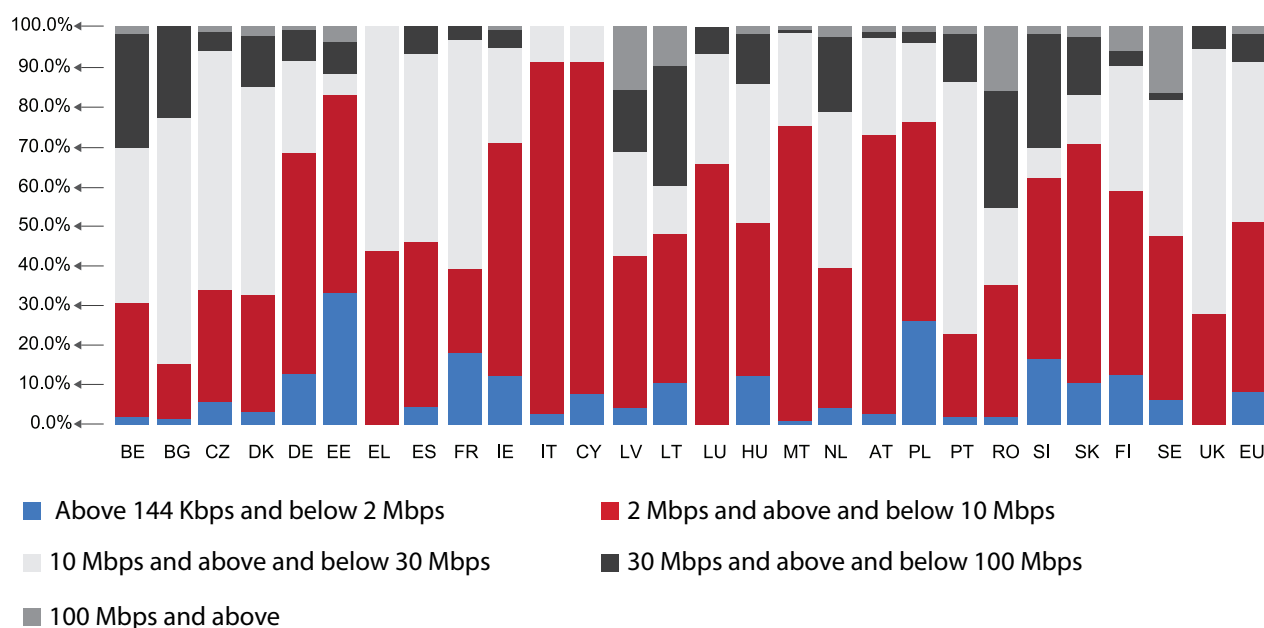 100.0%
90.0%
80.0%
70.0%
60.0%
50.0%
40.0%
30.0%
20.0%
10.0%
0.0%
BE BG CZ DK DE EE EL ES FR IE IT CY LV LT LU HU MT NL AT PL PT RO SI SK FI SE UK EU
Above 144 Kbps and below 2 Mbps
2 Mbps and above and below 10 Mbps
10 Mbps and above and below 30 Mbps
30 Mbps and above and below 100 Mbps
100 Mbps and above